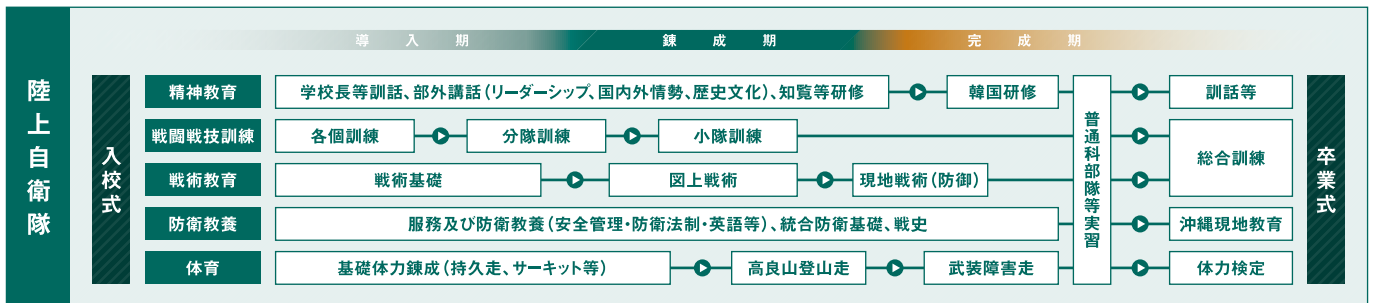 陸上自衛隊
導入期
錬成期
完成期
入校式
精神教育
学校長等訓話、部外講話（リーダーシップ、国内外情勢、歴史文化）、知覧等研修
韓国研修
訓話等
戦闘戦技訓練
各個訓練
分隊訓練
小隊訓練
総合訓練
戦術教育
戦術基礎
図上戦術
現地戦術（防御）
防衛教養
服務及び防衛教養（安全管理・防衛法制・英語等）、統合防衛基礎、戦史
沖縄現地教育
体育
基礎体力錬成（持久走、サーキット等）
高良山登山走
武装障害走
体力検定
普通科部隊等実習
卒業式